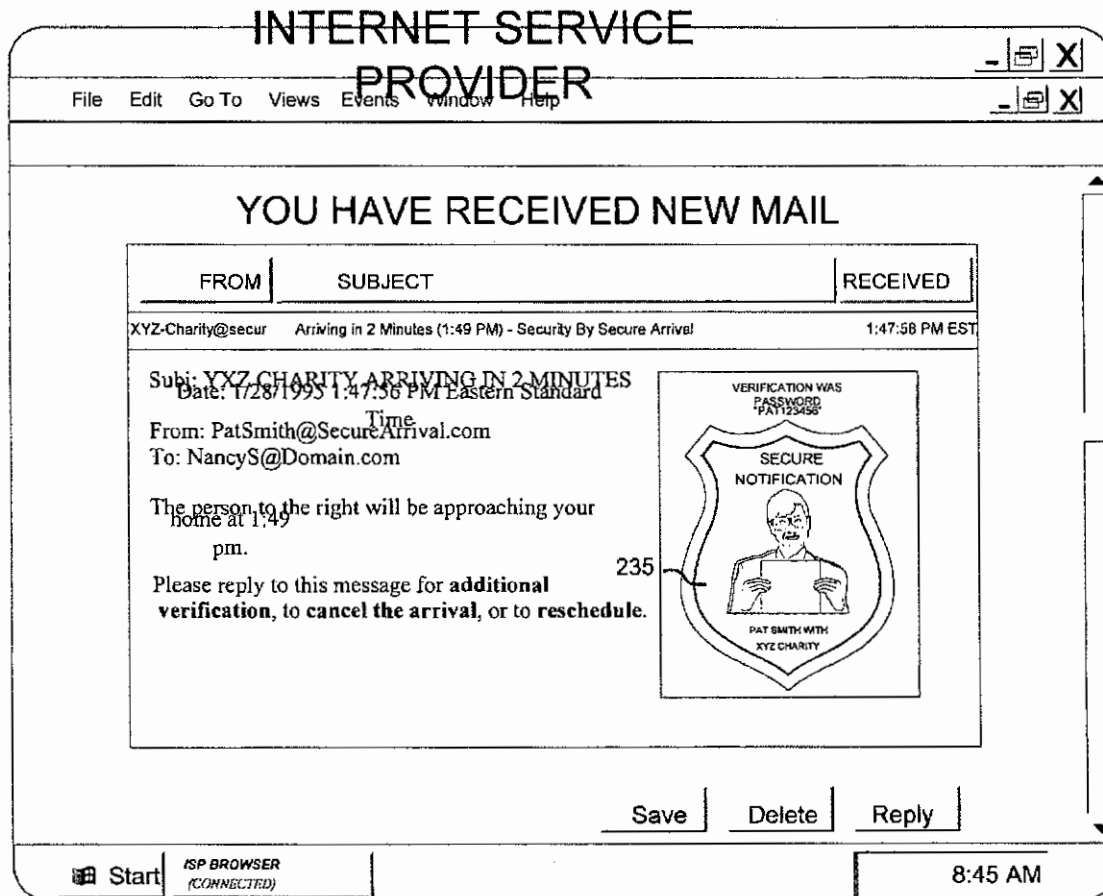 INTERNET SERVICE
PROVIDER
File Edit Go To Views Events Window Help
YOU HAVE RECEIVED NEW MAIL
FROM SUBJECT RECEIVED
XYZ-Charity@secur Arriving in 2 Minutes (1:49 PM) - Security By Secure Arrival 1:47:58 PM EST
Subj: YXZ CHARITY ARRIVING IN 2 MINUTES
Date: 1/28/1995 1:47:56 PM Eastern Standard
Time
From: PatSmith@SecureArrival.com
To: NancyS@Domain.com
The person to the right will be approaching your
home at 1:49
pm.
Please reply to this message for additional
verification, to cancel the arrival, or to reschedule.
VERIFICATION WAS
PASSWORD
"PAT123456"
SECURE
NOTIFICATION
235
PAT SMITH WITH
XYZ CHARITY
Save Delete Reply
Start ISP BROWSER
(CONNECTED)
8:45 AM